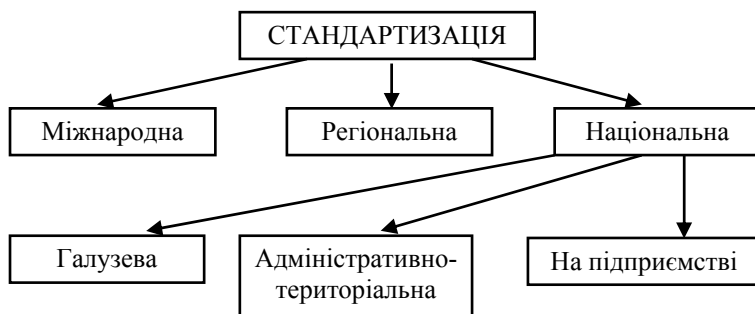 СТАНДАРТИЗАЦІЯ
Міжнародна
Регіональна
Національна
Галузева
Адміністративно-
територіальна
На підприємстві